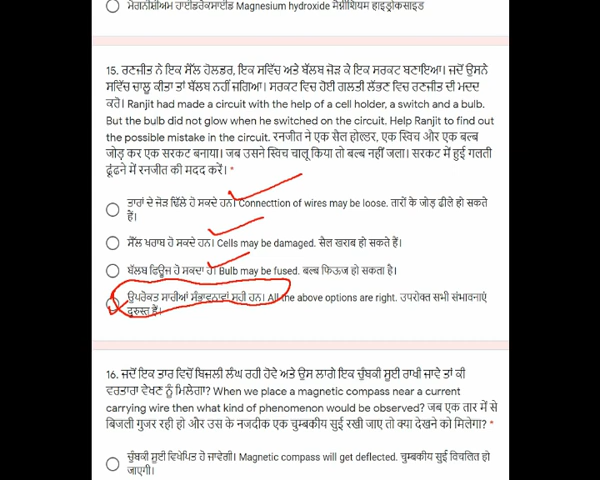 ਮੈਗਨੀਸ਼ੀਅਮ ਹਾਈਡਰੋਕਸਾਈਡ Magnesium hydroxide मैग्नीशियम हाइड्रोकसाइड
15. ਰਣਜੀਤ ਨੇ ਇਕ ਸੈੱਲ ਹੋਲਡਰ, ਇਕ ਸਵਿੱਚ ਅਤੇ ਬੱਲਬ ਜੋੜ ਕੇ ਇਕ ਸਰਕਟ ਬਣਾਇਆ। ਜਦੋਂ ਉਸਨੇ
ਸਵਿੱਚ ਚਾਲੂ ਕੀਤਾ ਤਾਂ ਬੱਲਬ ਨਹੀਂ ਜਗਿਆ। ਸਰਕਟ ਵਿਚ ਹੋਈ ਗਲਤੀ ਲੱਭਣ ਵਿਚ ਰਣਜੀਤ ਦੀ ਮਦਦ
ਕਰੋ। Ranjit had made a circuit with the help of a cell holder, a switch and a bulb.
But the bulb did not glow when he switched on the circuit. Help Ranjit to find out
the possible mistake in the circuit. रनजीत ने एक सैल होल्डर, एक स्विच और एक बल्ब
जोड़ कर एक सरकट बनाया। जब उसने स्विच चालू किया तो बल्ब नहीं जला। सरकट में हुई गलती
ढूंढने में रनजीत की मदद करें। *
ਤਾਰਾਂ ਦੇ ਜੋੜ ਢਿੱਲੇ ਹੋ ਸਕਦੇ ਹਨ। Connecttion of wires may be loose. तारों के जोड़ ढीले हो सकते
हैं।
ਸੈੱਲ ਖਰਾਬ ਹੋ ਸਕਦੇ ਹਨ। Cells may be damaged. सैल खराब हो सकते हैं।
ਬੱਲਬ ਫਿਊਜ਼ ਹੋ ਸਕਦਾ ਹੈ। Bulb may be fused. बल्ब फिऊज हो सकता है।
ਉਪਰੋਕਤ ਸਾਰੀਆਂ ਸੰਭਾਵਨਾਵਾਂ ਸਹੀ ਹਨ। All the above options are right. उपरोक्त सभी संभावनाएं
दुरुस्त हैं।
16. ਜਦੋਂ ਇਕ ਤਾਰ ਵਿਚੋਂ ਬਿਜਲੀ ਲੰਘ ਰਹੀ ਹੋਵੇ ਅਤੇ ਉਸ ਲਾਗੇ ਇਕ ਚੁੰਬਕੀ ਸੂਈ ਰਾਖੀ ਜਾਵੇ ਤਾਂ ਕੀ
ਵਰਤਾਰਾ ਵੇਖਣ ਨੂੰ ਮਿਲੇਗਾ? When we place a magnetic compass near a current
carrying wire then what kind of phenomenon would be observed? जब एक तार में से
बिजली गुजर रही हो और उस के नजदीक एक चुम्बकीय सुई रखी जाए तो क्या देखने को मिलेगा? *
ਚੁੰਬਕੀ ਸੂਈ ਵਿਖੇਪਿਤ ਹੋ ਜਾਵੇਗੀ। Magnetic compass will get deflected. चुम्बकीय सुई विचलित हो
जाएगी।